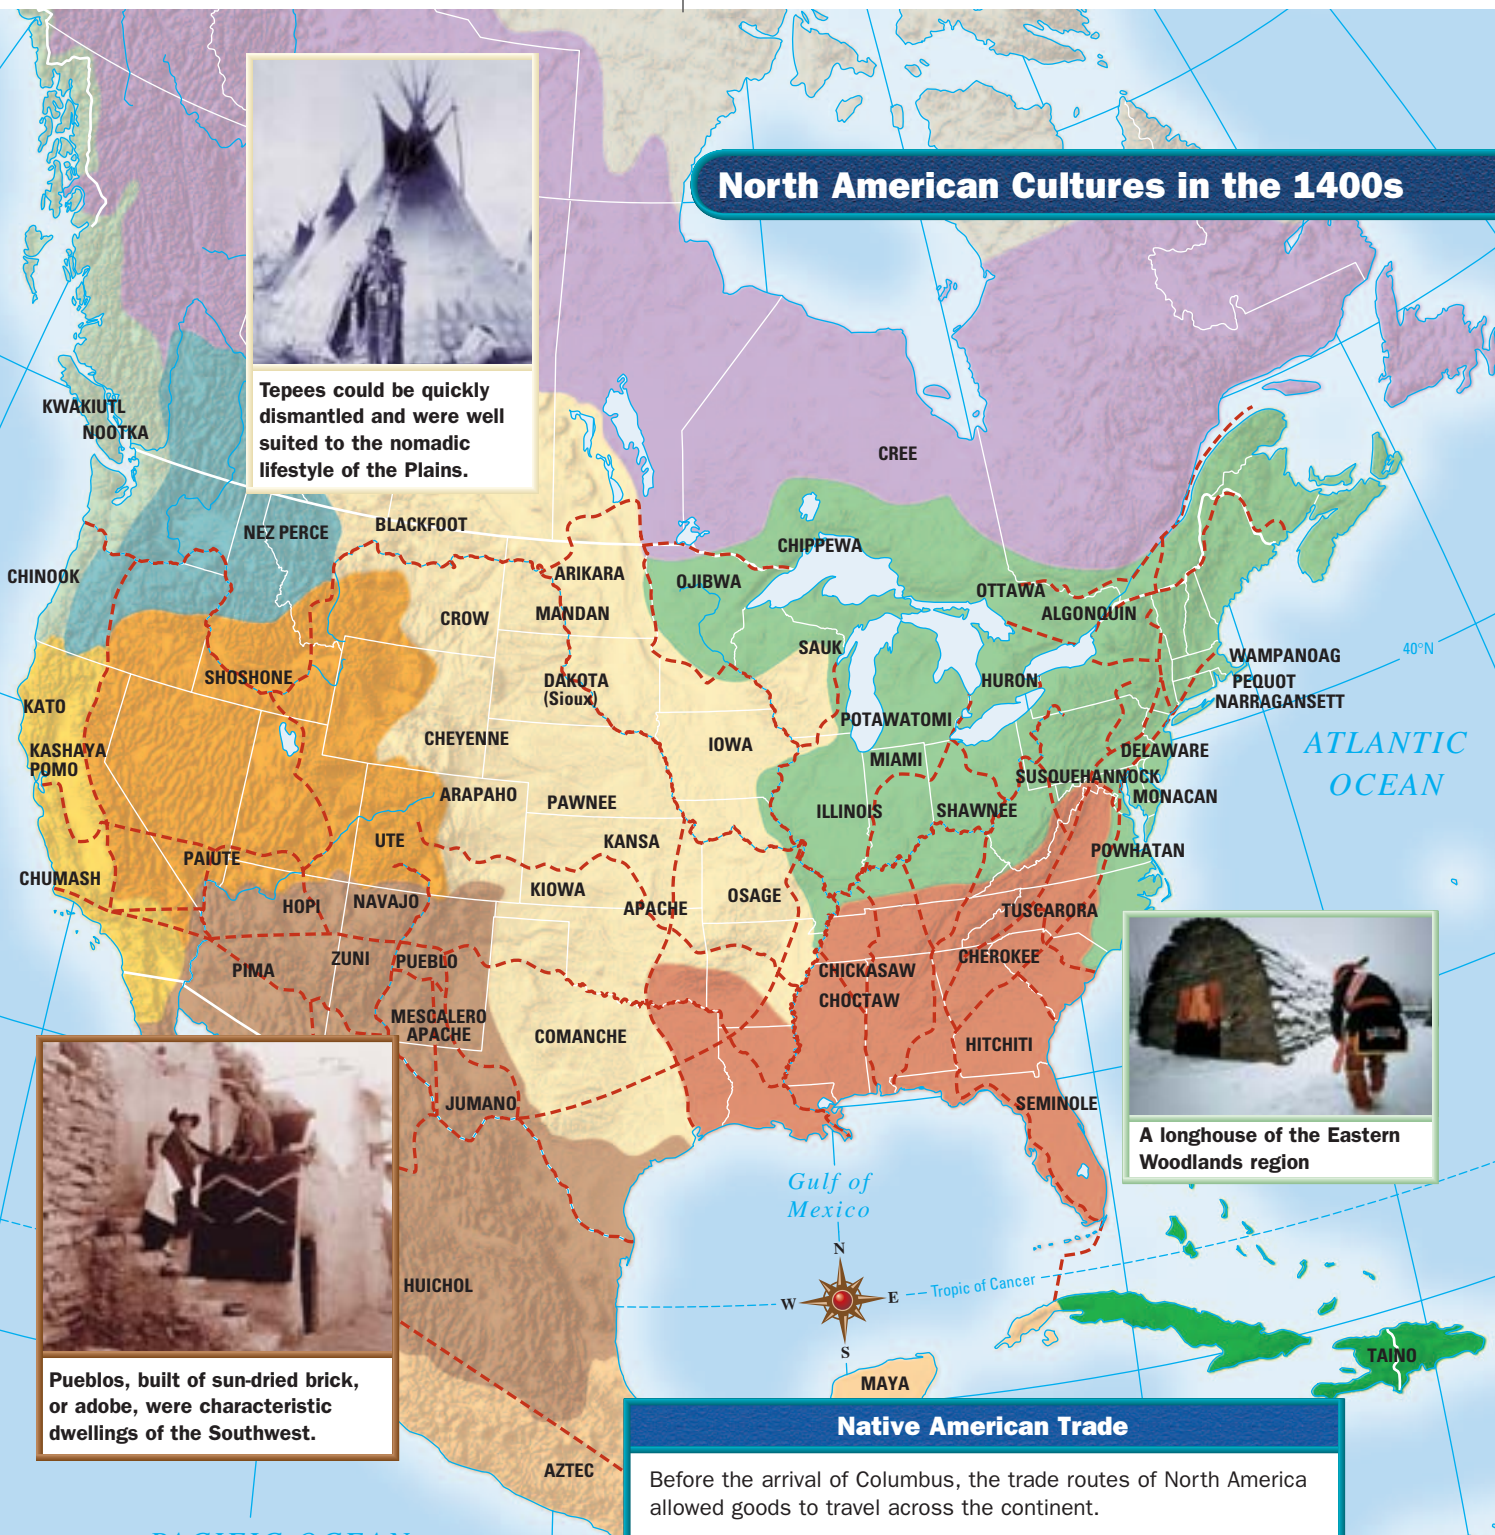 North American Cultures in the 1400s
Tepees could be quickly
dismantled and were well
suited to the nomadic
lifestyle of the Plains.
KWAKIUTL
NOOTKA
CREE
NEZ PERCE
BLACKFOOT
CHIPPEWA
CHINOOK
ARIKARA
OJIBWA
OTTAWA
CROW
MANDAN
ALGONQUIN
SAUK
WAMPANOAG
40°N
SHOSHONE
DAKOTA
(Sioux)
HURON
PEQUOT
NARRAGANSETT
KATO
POTAWATOMI
KASHAYA
POMO
CHEYENNE
IOWA
MIAMI
DELAWARE
ATLANTIC
OCEAN
SUSQUEHANNOCK
ARAPAHO
PAWNEE
ILLINOIS
SHAWNEE
MONACAN
UTE
KANSA
POWHATAN
PAIUTE
CHUMASH
KIOWA
OSAGE
HOPI
NAVAJO
APACHE
TUSCARORA
ZUNI
PUEBLO
PIMA
CHICKASAW
CHEROKEE
CHOCTAW
MESCALERO
APACHE
COMANCHE
HITCHITI
JUMANO
SEMINOLE
A longhouse of the Eastern
Woodlands region
Gulf of
Mexico
N
W
E
S
Tropic of Cancer
HUICHOL
TAINO
MAYA
Pueblos, built of sun-dried brick,
or adobe, were characteristic
dwellings of the Southwest.
AZTEC
Native American Trade
Before the arrival of Columbus, the trade routes of North America
allowed goods to travel across the continent.
PACIFIC OCEAN